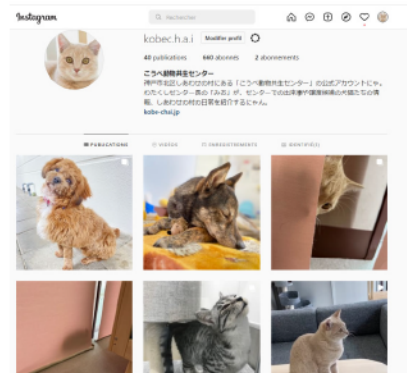 Instagram
Rechercher
kobec.h.a.i Modifier profil
40 publications 660 abonnés 2 abonnements
こうべ動物共生センター
神戸市北区しあわせの村にある「こうべ動物共生センター」の公式アカウントにゃ。
わたくしセンター長の「みお」が、センターでの出来事や譲渡候補の犬猫たちの情
報、しあわせの村の日常を紹介するにゃん。
kobe-chai.jp
PUBLICATIONS VIDÉOS ENREGISTREMENTS IDENTIFIÉ(E)